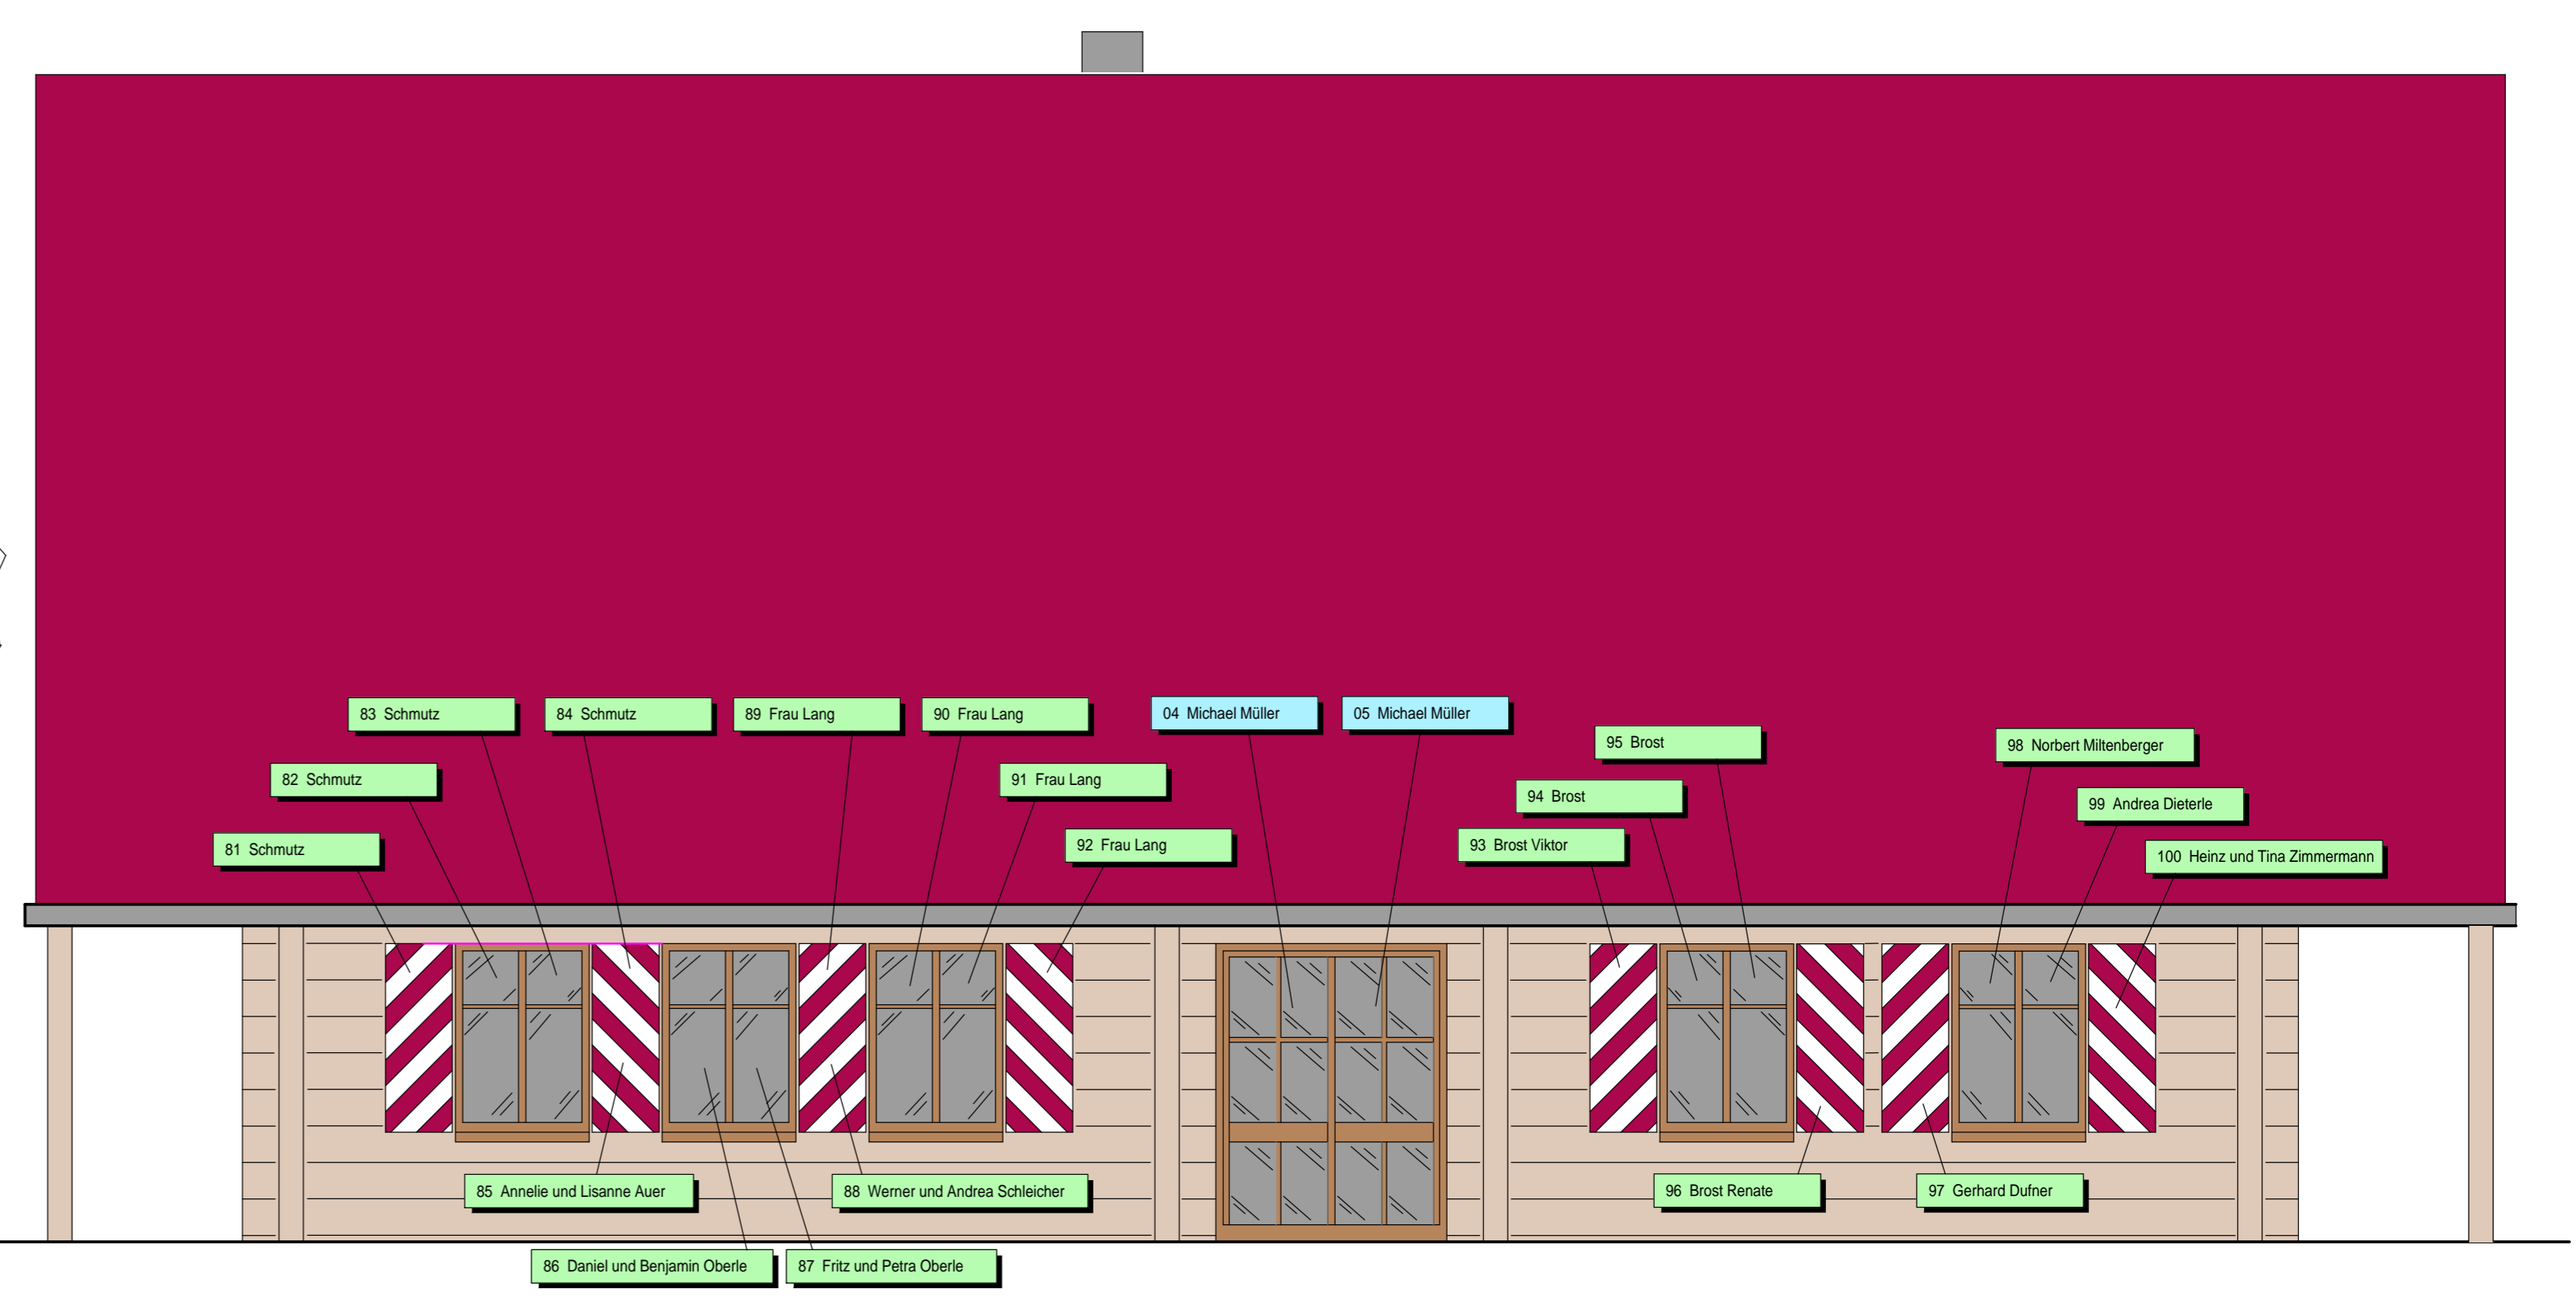 83 Schmutz
84 Schmutz
89 Frau Lang
90 Frau Lang
04 Michael Müller
05 Michael Müller
95 Brost
98 Norbert Miltenberger
82 Schmutz
91 Frau Lang
94 Brost
99 Andrea Dieterle
81 Schmutz
92 Frau Lang
93 Brost Viktor
100 Heinz und Tina Zimmermann
85 Annelie und Lisanne Auer
88 Werner und Andrea Schleicher
96 Brost Renate
97 Gerhard Dufner
86 Daniel und Benjamin Oberle
87 Fritz und Petra Oberle